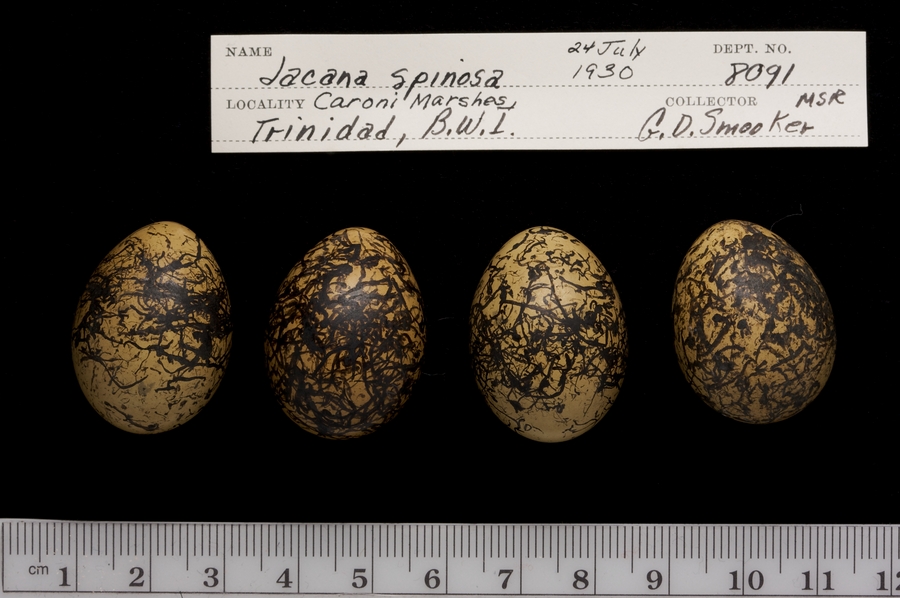 NAME 24 July DEPT. NO.
Jacana spinosa 1930 8091
LOCALITY Caroni Marshes, COLLECTOR MSR
Trinidad, B.W.I. G.D.Smooker
cm 1 2 3 4 5 6 7 8 9 10 11 12